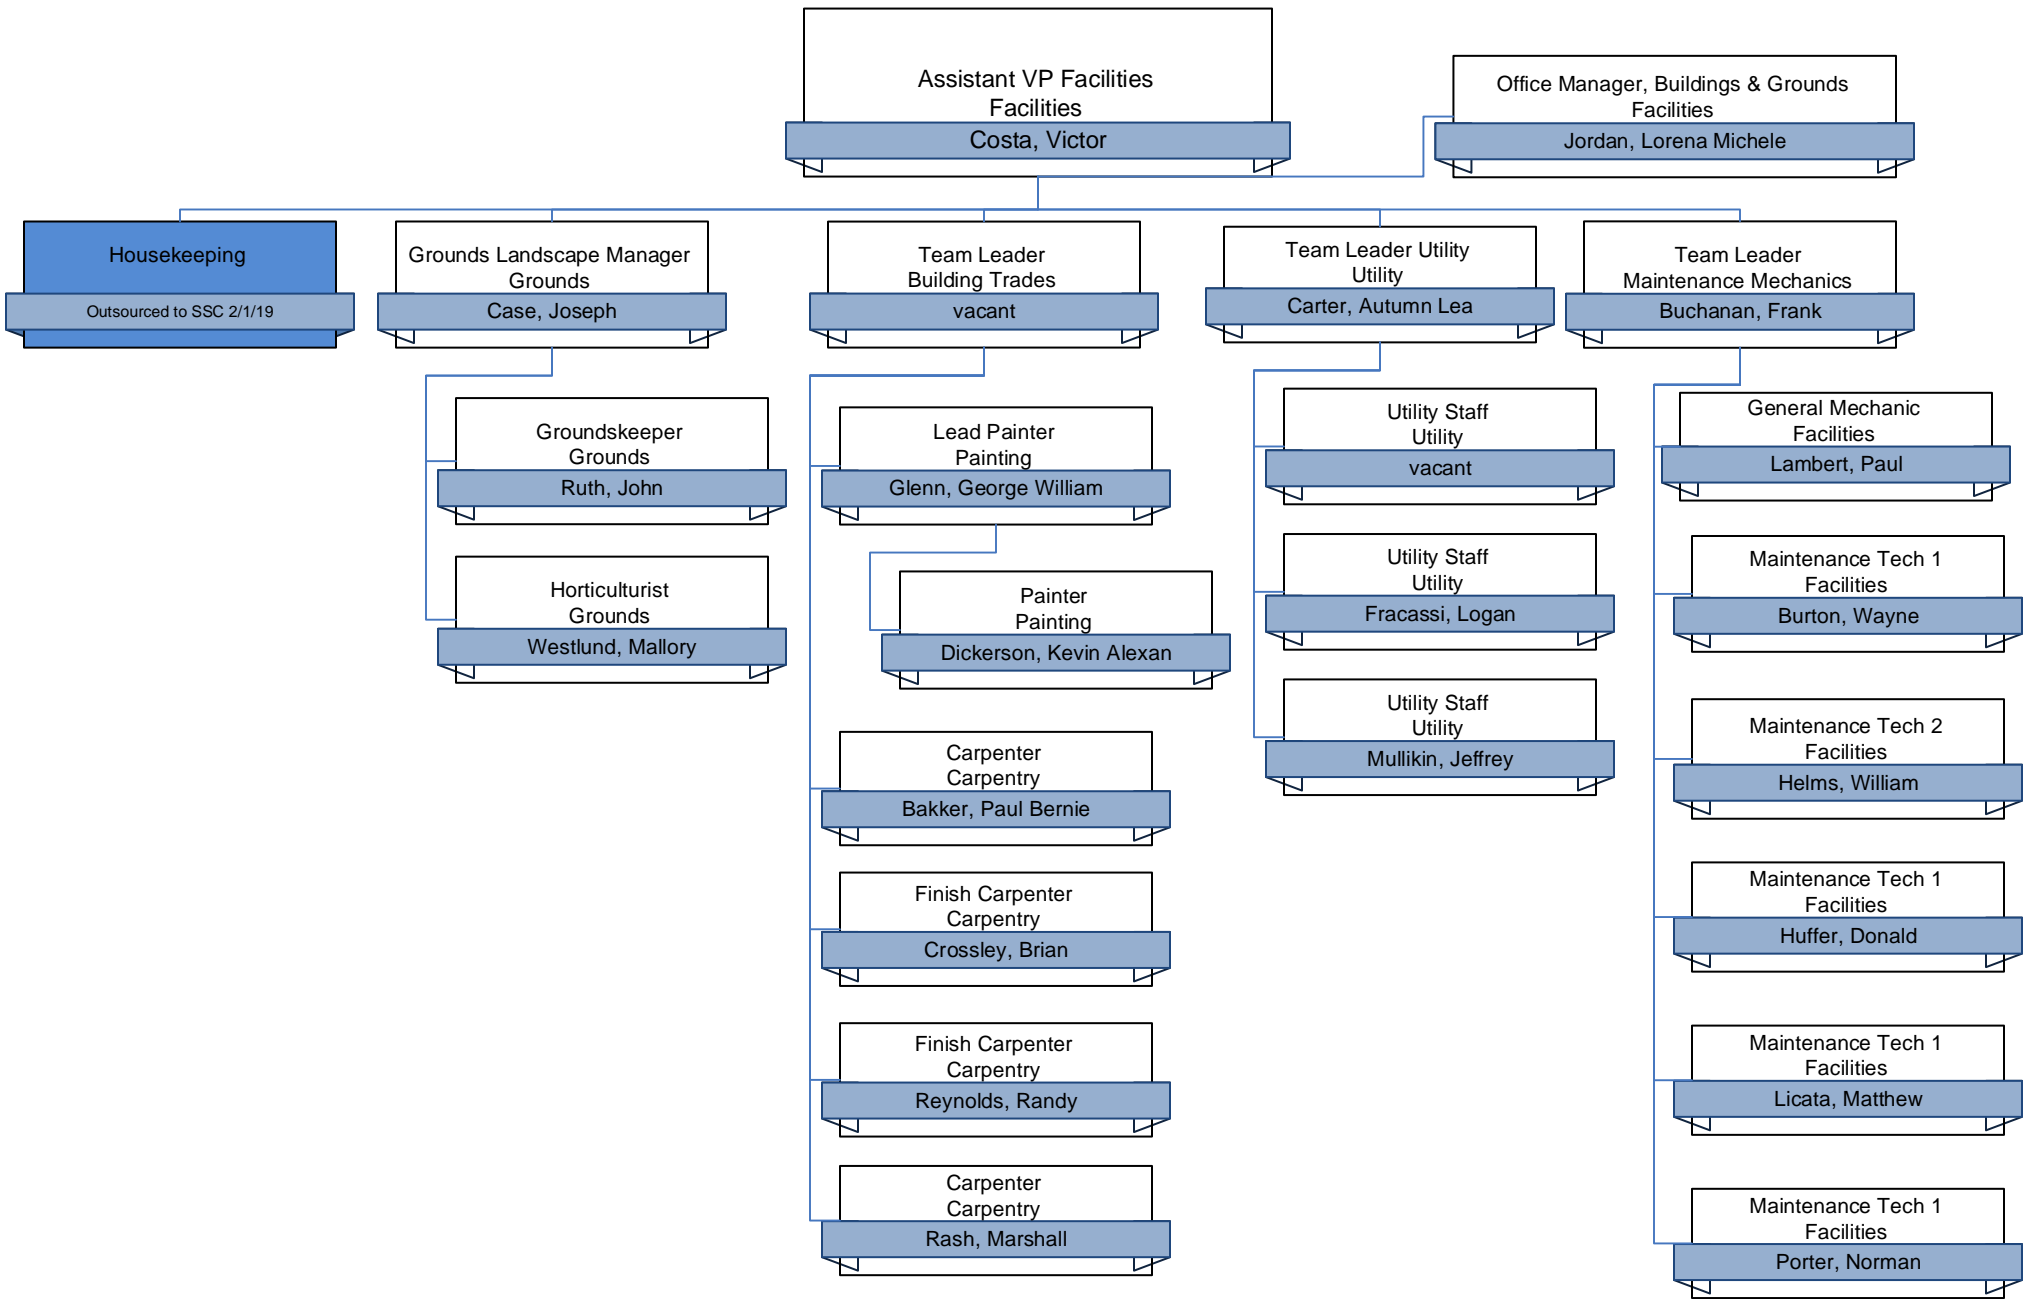 Assistant VP Facilities
Facilities
Costa, Victor
Office Manager, Buildings & Grounds
Facilities
Jordan, Lorena Michele
Housekeeping
Outsourced to SSC 2/1/19
Grounds Landscape Manager
Grounds
Case, Joseph
Team Leader
Building Trades
vacant
Team Leader Utility
Utility
Carter, Autumn Lea
Team Leader
Maintenance Mechanics
Buchanan, Frank
Groundskeeper
Grounds
Ruth, John
Horticulturist
Grounds
Westlund, Mallory
Lead Painter
Painting
Glenn, George William
Painter
Painting
Dickerson, Kevin Alexan
Carpenter
Carpentry
Bakker, Paul Bernie
Finish Carpenter
Carpentry
Crossley, Brian
Finish Carpenter
Carpentry
Reynolds, Randy
Carpenter
Carpentry
Rash, Marshall
Utility Staff
Utility
vacant
Utility Staff
Utility
Fracassi, Logan
Utility Staff
Utility
Mullikin, Jeffrey
General Mechanic
Facilities
Lambert, Paul
Maintenance Tech 1
Facilities
Burton, Wayne
Maintenance Tech 2
Facilities
Helms, William
Maintenance Tech 1
Facilities
Huffer, Donald
Maintenance Tech 1
Facilities
Licata, Matthew
Maintenance Tech 1
Facilities
Porter, Norman